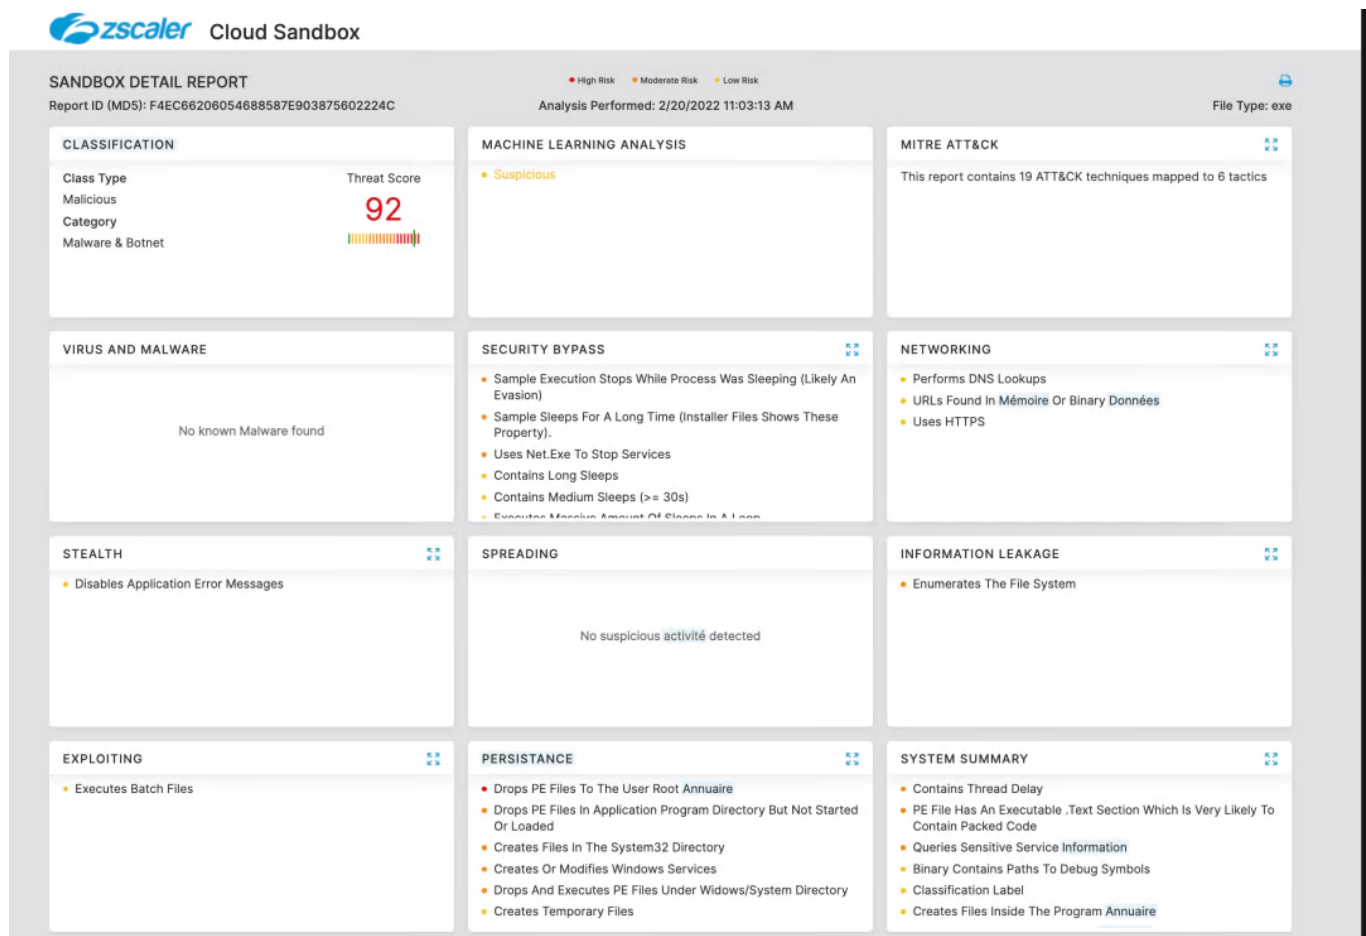 zscaler Cloud Sandbox
SANDBOX DETAIL REPORT
High Risk Moderate Risk Low Risk
Report ID (MD5): F4EC66206054688587E903875602224C
Analysis Performed: 2/20/2022 11:03:13 AM
File Type: exe
CLASSIFICATION
Class Type
Threat Score
Malicious
92
Category
Malware & Botnet
MACHINE LEARNING ANALYSIS
Suspicious
MITRE ATT&CK
This report contains 19 ATT&CK techniques mapped to 6 tactics
VIRUS AND MALWARE
No known Malware found
SECURITY BYPASS
Sample Execution Stops While Process Was Sleeping (Likely An
Evasion)
Sample Sleeps For A Long Time (Installer Files Shows These
Property).
Uses Net.Exe To Stop Services
Contains Long Sleeps
Contains Medium Sleeps (>= 30s)
Executes Massive Amount Of Sleeps In A Loop
NETWORKING
Performs DNS Lookups
URLs Found In Mémoire Or Binary Données
Uses HTTPS
STEALTH
Disables Application Error Messages
SPREADING
No suspicious activité detected
INFORMATION LEAKAGE
Enumerates The File System
EXPLOITING
Executes Batch Files
PERSISTANCE
Drops PE Files To The User Root Annuaire
Drops PE Files In Application Program Directory But Not Started
Or Loaded
Creates Files In The System32 Directory
Creates Or Modifies Windows Services
Drops And Executes PE Files Under Widows/System Directory
Creates Temporary Files
SYSTEM SUMMARY
Contains Thread Delay
PE File Has An Executable .Text Section Which Is Very Likely To
Contain Packed Code
Queries Sensitive Service Information
Binary Contains Paths To Debug Symbols
Classification Label
Creates Files Inside The Program Annuaire